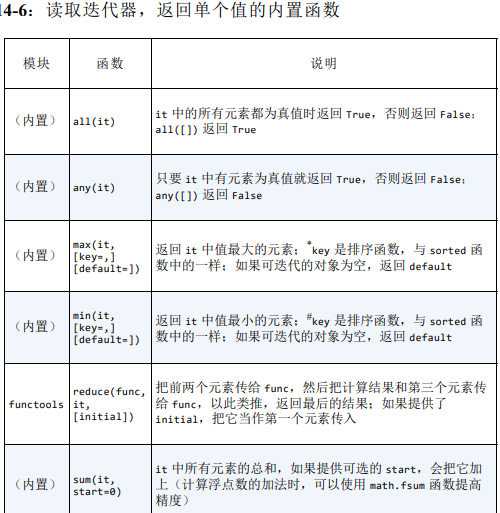 14-6：读取迭代器，返回单个值的内置函数
模块 函数 说明
（内置） all(it) it 中的所有元素都为真值时返回 True，否则返回 False；
all([]) 返回 True
（内置） any(it) 只要 it 中有元素为真值就返回 True，否则返回 False；
any([]) 返回 False
（内置） max(it,
[key=,]
[default=]) 返回 it 中值最大的元素；*key 是排序函数，与 sorted 函
数中的一样；如果可迭代的对象为空，返回 default
（内置） min(it,
[key=,]
[default=]) 返回 it 中值最小的元素；#key 是排序函数，与 sorted 函
数中的一样；如果可迭代的对象为空，返回 default
functools reduce(func,
it,
[initial]) 把前两个元素传给 func，然后把计算结果和第三个元素传
给 func，以此类推，返回最后的结果；如果提供了
initial，把它当作第一个元素传入
（内置） sum(it,
start=0) it 中所有元素的总和，如果提供可选的 start，会把它加
上（计算浮点数的加法时，可以使用 math.fsum 函数提高
精度）